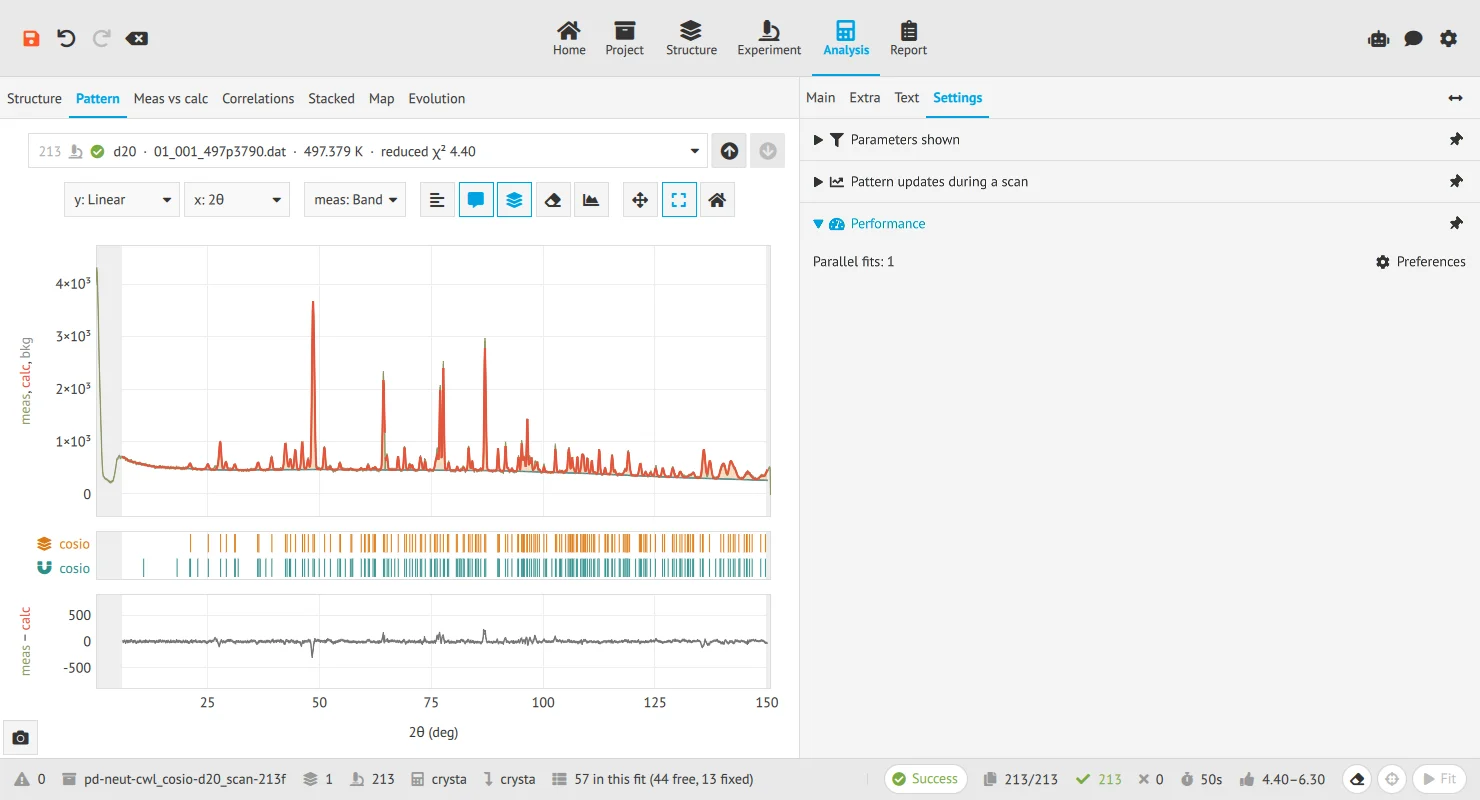 Home Project Structure Experiment Analysis Report
Structure Pattern Meas vs calc Correlations Stacked Map Evolution
Main Extra Text Settings
213 d20 · 01_001_497p3790.dat · 497.379 K · reduced χ² 4.40
Parameters shown
Pattern updates during a scan
y: Linear x: 2θ meas: Band
Performance
Parallel fits: 1 Preferences
4×10³
3×10³
2×10³
1×10³
0
meas, calc, bkg
cosio
cosio
500
0
-500
meas − calc
25 50 75 100 125 150
2θ (deg)
0 pd-neut-cwl_cosio-d20_scan-213f 1 213 crysta crysta 57 in this fit (44 free, 13 fixed) Success 213/213 213 0 50s 4.40–6.30 Fit